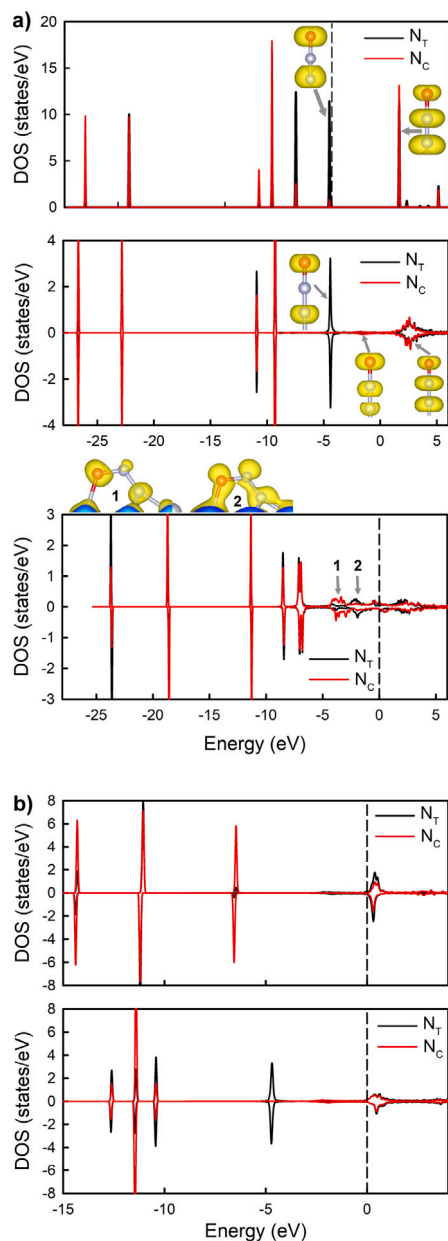 a)
DOS (states/eV)
20
15
10
5
0
N_T
N_C
DOS (states/eV)
4
2
0
-2
-4
N_T
N_C
-25 -20 -15 -10 -5 0 5
1 2
DOS (states/eV)
3
2
1
0
-1
-2
-3
1 2
N_T
N_C
-25 -20 -15 -10 -5 0 5
Energy (eV)
b)
DOS (states/eV)
8
6
4
2
0
-2
-4
-6
-8
N_T
N_C
DOS (states/eV)
8
6
4
2
0
-2
-4
-6
-8
N_T
N_C
-15 -10 -5 0
Energy (eV)